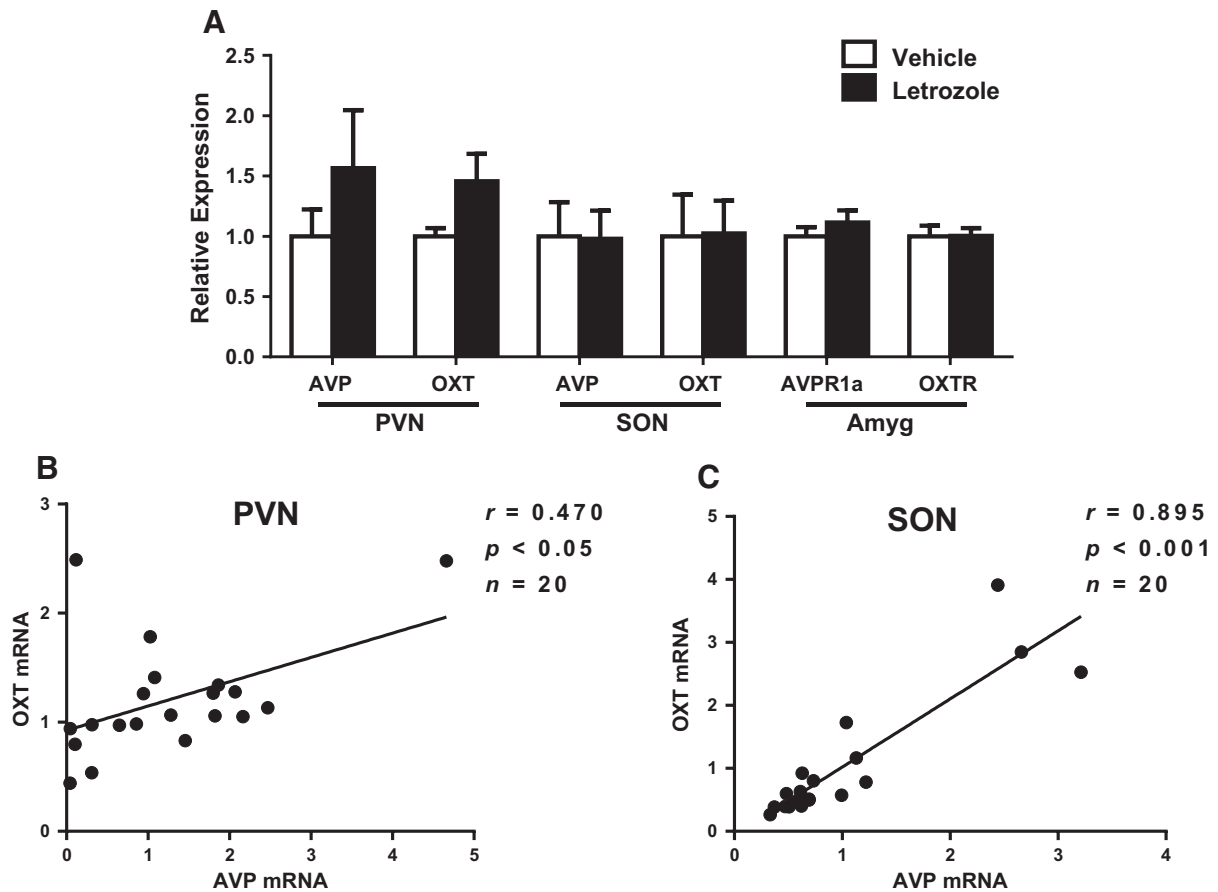 A
2.5
2.0
1.5
1.0
0.5
0.0
Relative Expression
Vehicle
Letrozole
AVP OXT AVP OXT AVPR1a OXTR
PVN SON Amyg
B
PVN
r = 0.470
p < 0.05
n = 20
3
2
1
0
OXT mRNA
0 1 2 3 4 5
AVP mRNA
C
SON
r = 0.895
p < 0.001
n = 20
5
4
3
2
1
0
OXT mRNA
0 1 2 3 4
AVP mRNA